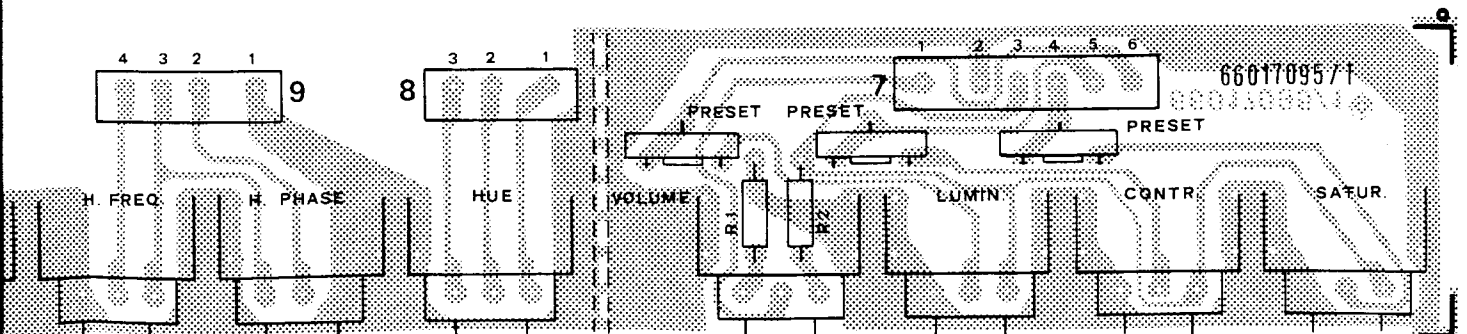 4 3 2 1
9
3 2 1
8
1 2 3 4 5 6
7
66017095/1
PRESET PRESET
PRESET
H. FREQ. H. PHASE HUE VOLUME LUMIN. CONTR. SATUR.
R1 R2